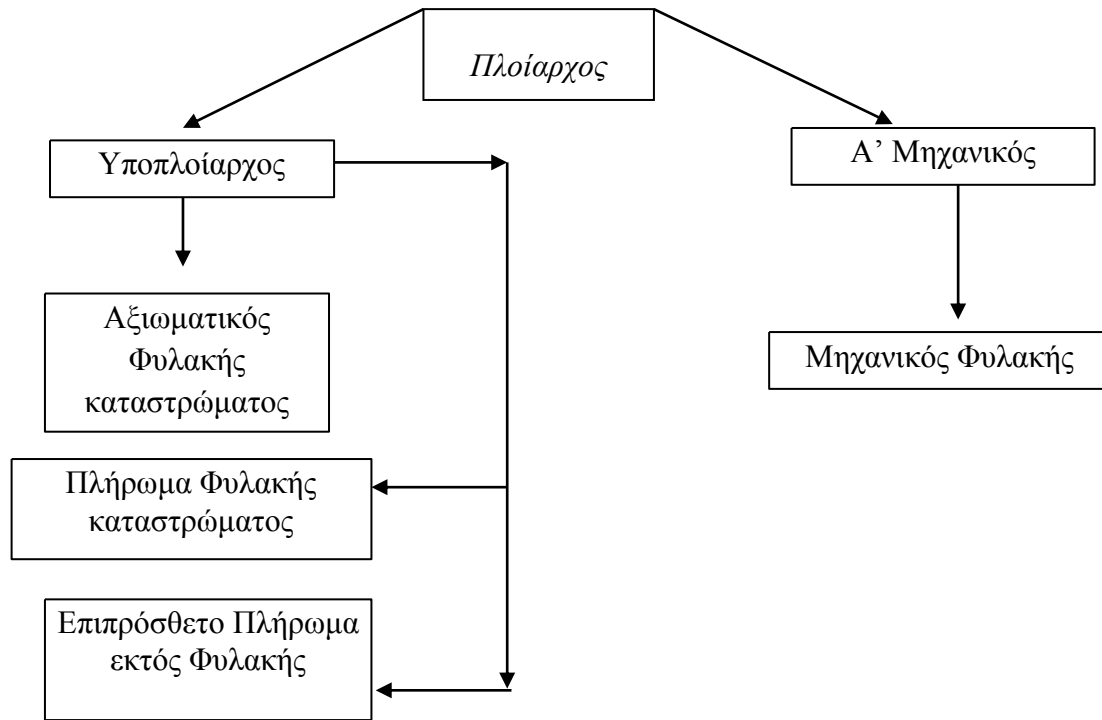 Πλοίαρχος
Υποπλοίαρχος
Α’ Μηχανικός
Αξιωματικός
Φυλακής
καταστρώματος
Μηχανικός Φυλακής
Πλήρωμα Φυλακής
καταστρώματος
Επιπρόσθετο Πλήρωμα
εκτός Φυλακής